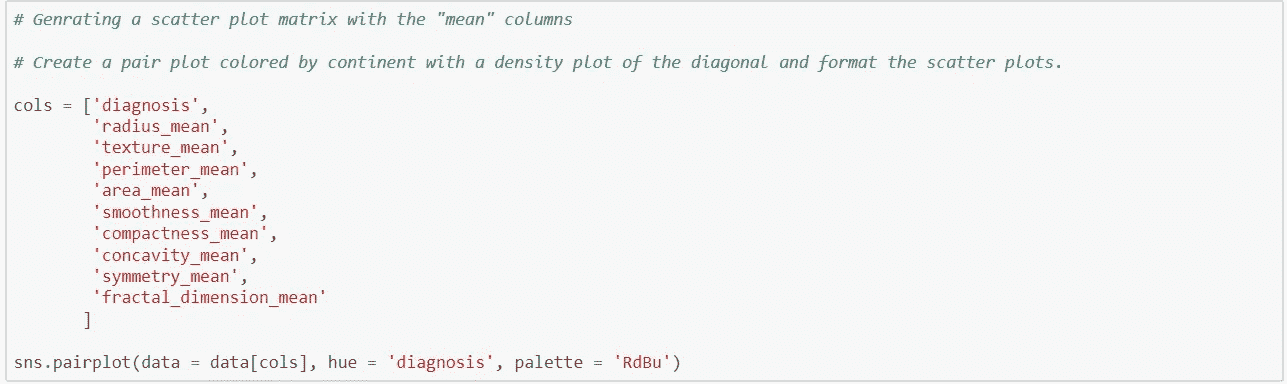 # Genrating a scatter plot matrix with the "mean" columns
# Create a pair plot colored by continent with a density plot of the diagonal and format the scatter plots.
cols = ['diagnosis',
'radius_mean',
'texture_mean',
'perimeter_mean',
'area_mean',
'smoothness_mean',
'compactness_mean',
'concavity_mean',
'symmetry_mean',
'fractal_dimension_mean'
]
sns.pairplot(data = data[cols], hue = 'diagnosis', palette = 'RdBu')